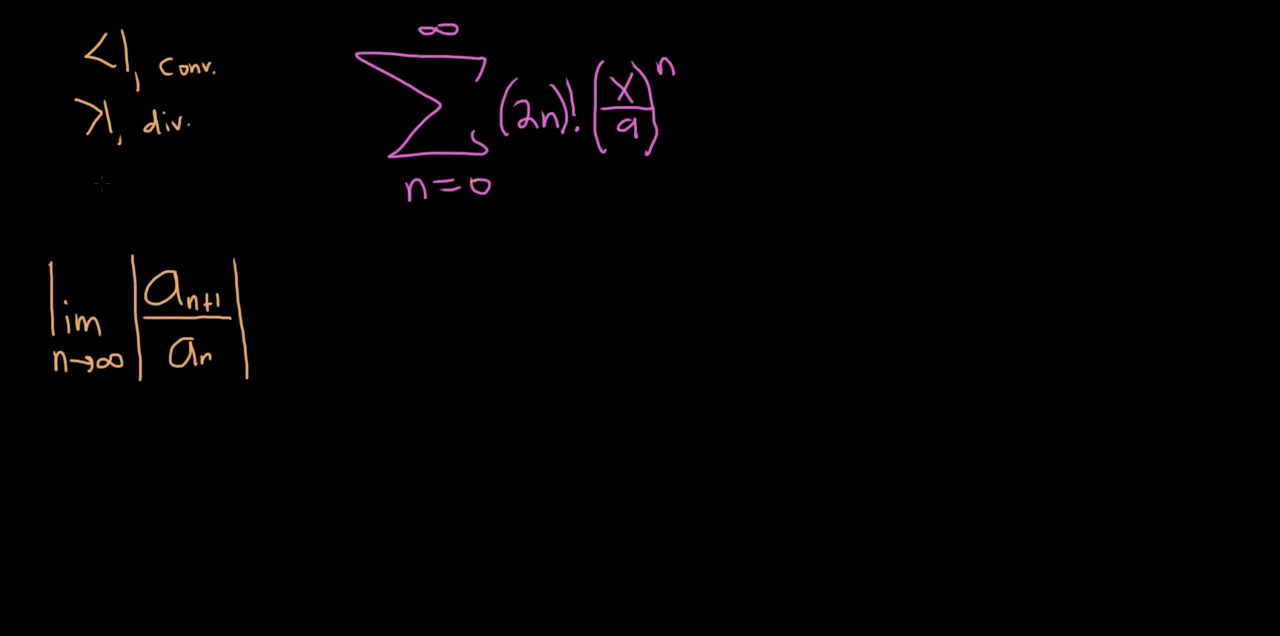 <1, conv.
>1, div.
∞
∑ (2n)! (x/9)^n
n=0
lim |a_{n+1}/a_n|
n→∞